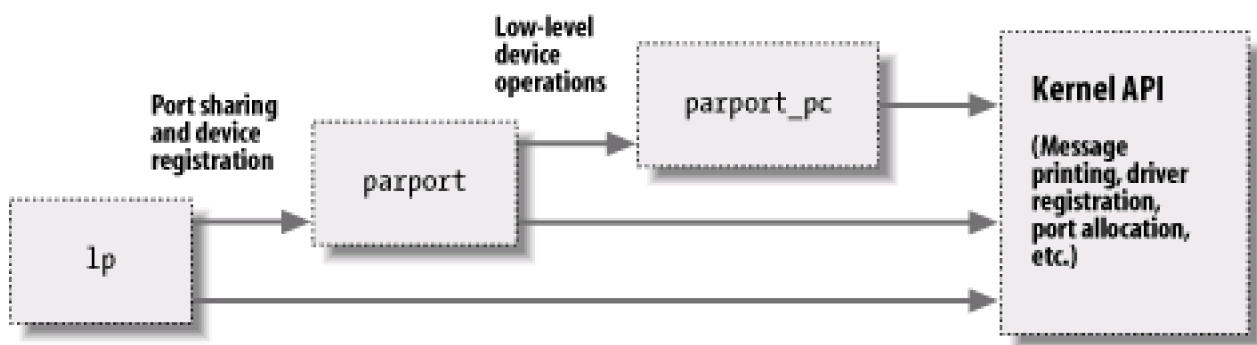 Low-level
device
operations
Port sharing
and device
registration
lp
parport
parport_pc
Kernel API
(Message
printing, driver
registration,
port allocation,
etc.)